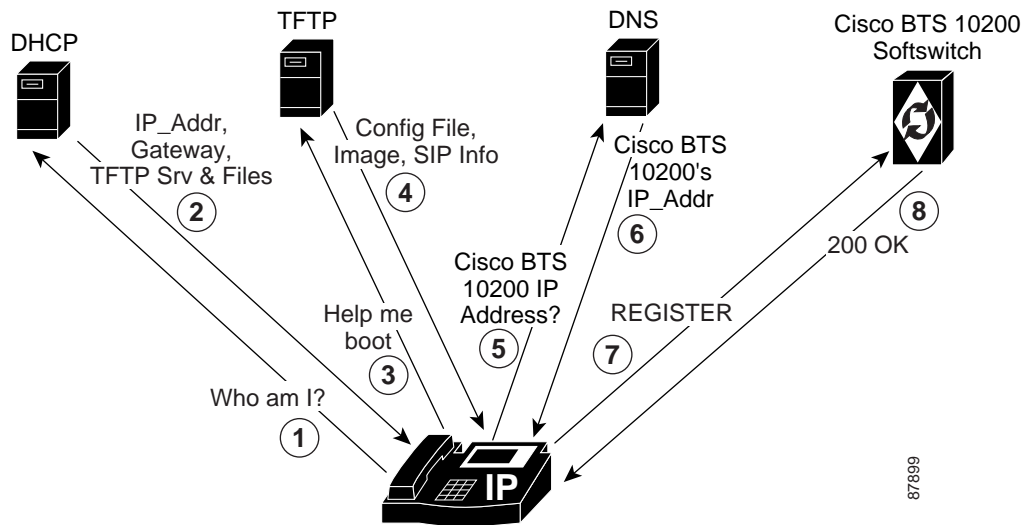 DHCP
TFTP
DNS
Cisco BTS 10200
Softswitch
IP_Addr,
Gateway,
TFTP Srv & Files
2
Config File,
Image, SIP Info
4
Cisco BTS
10200's
IP_Addr
6
8
200 OK
Cisco BTS
10200 IP
Address?
5
REGISTER
7
Help me
boot
3
Who am I?
1
IP
87899